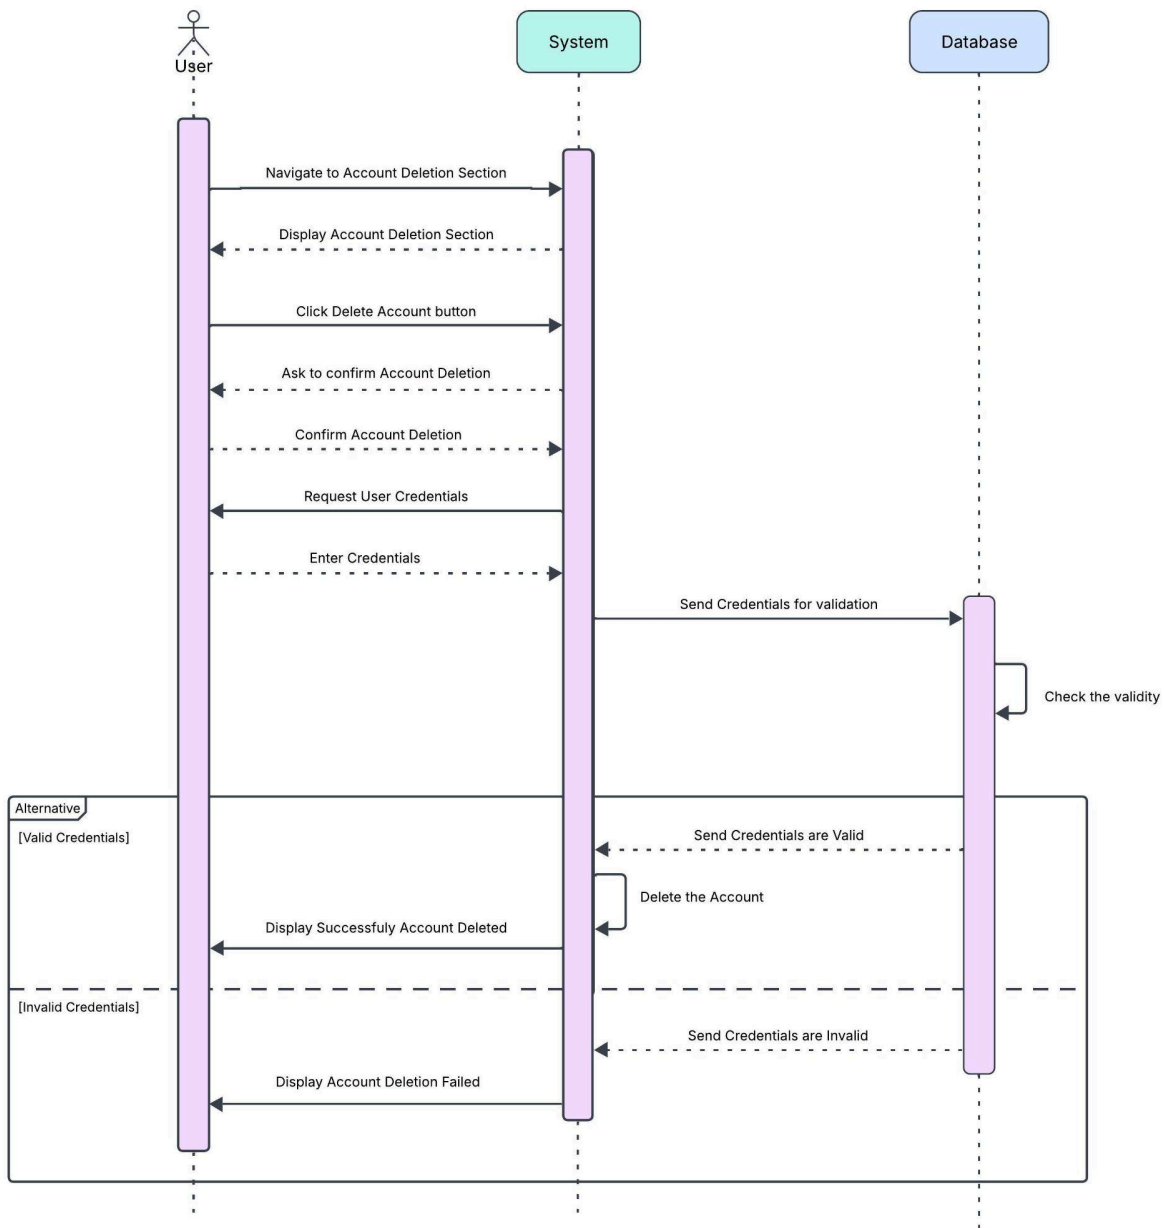 User
System
Database
Navigate to Account Deletion Section
Display Account Deletion Section
Click Delete Account button
Ask to confirm Account Deletion
Confirm Account Deletion
Request User Credentials
Enter Credentials
Send Credentials for validation
Check the validity
Alternative
[Valid Credentials]
Send Credentials are Valid
Delete the Account
Display Successfuly Account Deleted
[Invalid Credentials]
Send Credentials are Invalid
Display Account Deletion Failed